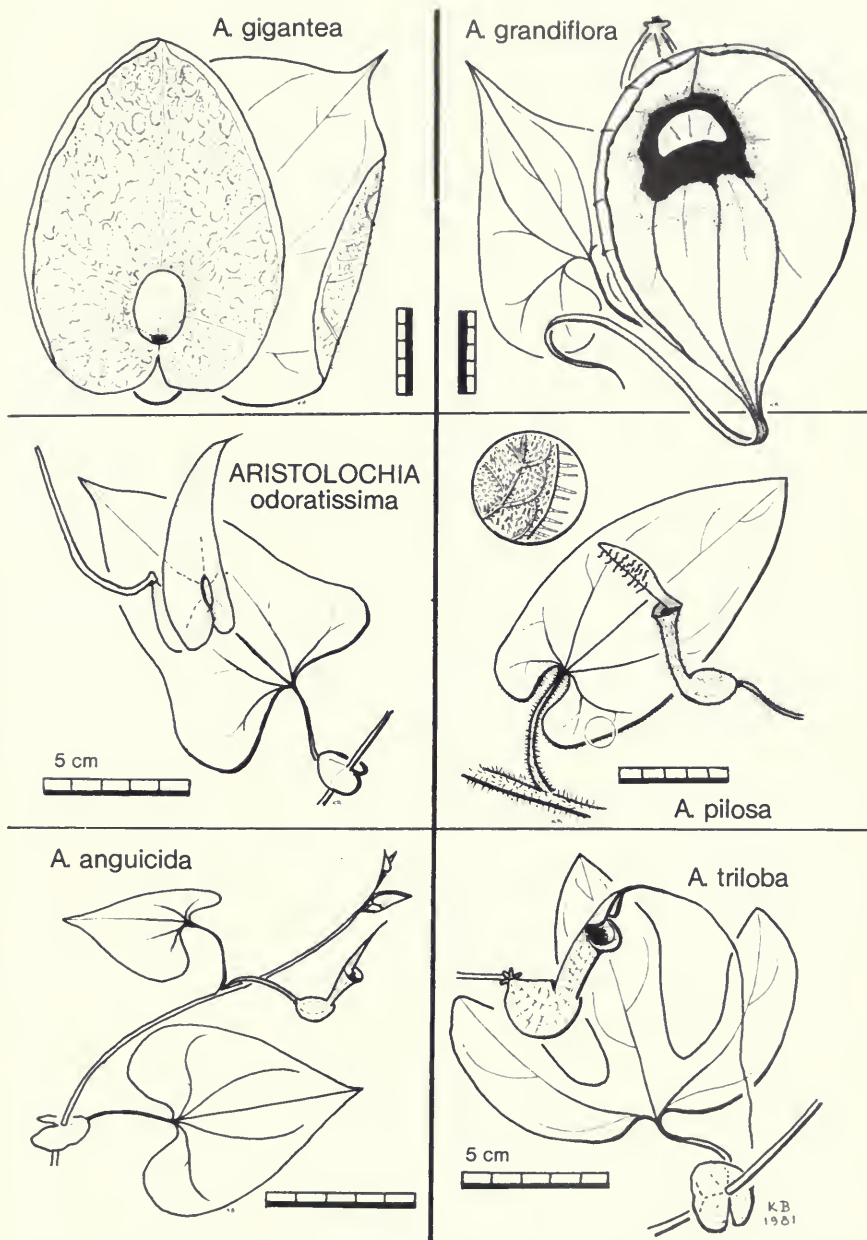 A. gigantea
A. grandiflora
ARISTOLOCHIA
odoratissima
5 cm
A. pilosa
A. anguicida
A. triloba
5 cm
KB
1981